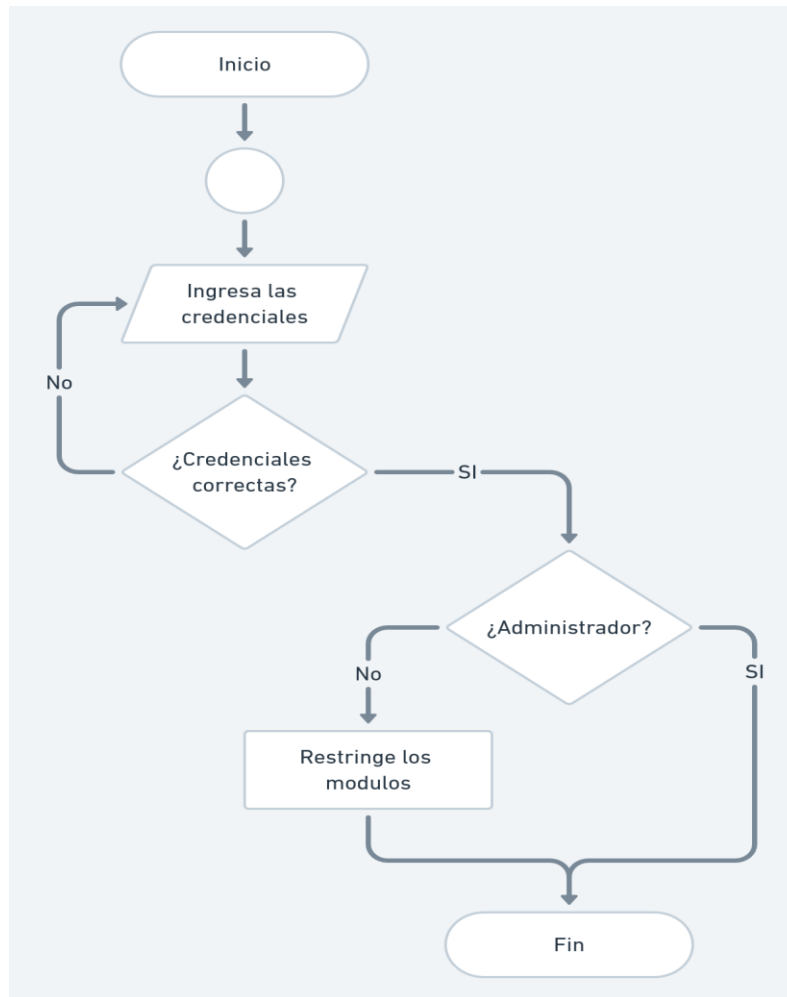 Inicio
Ingresa las
credenciales
No
¿Credenciales
correctas?
SI
¿Administrador?
No
SI
Restringe los
modulos
Fin